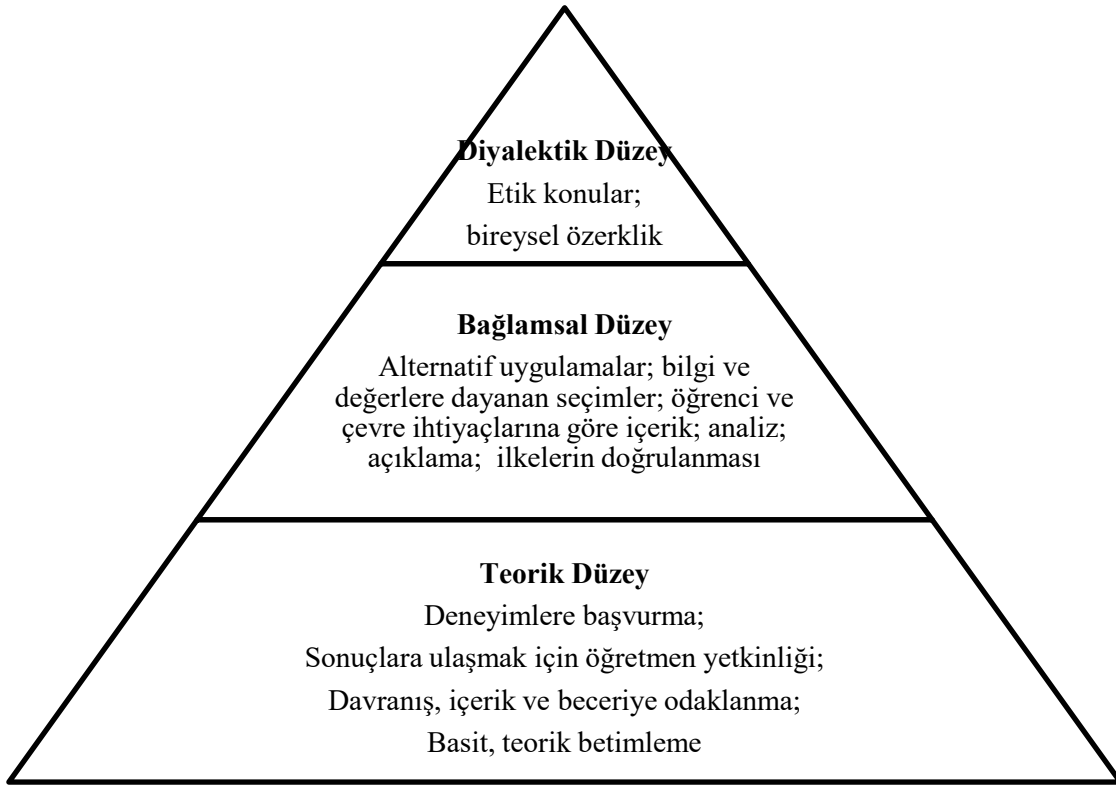 Diyalektik Düzey
Etik konular;
bireysel özerklik
Bağlamsal Düzey
Alternatif uygulamalar; bilgi ve
değerlere dayanan seçimler; öğrenci ve
çevre ihtiyaçlarına göre içerik; analiz;
açıklama;  ilkelerin doğrulanması
Teorik Düzey
Deneyimlere başvurma;
Sonuçlara ulaşmak için öğretmen yetkinliği;
Davranış, içerik ve beceriye odaklanma;
Basit, teorik betimleme